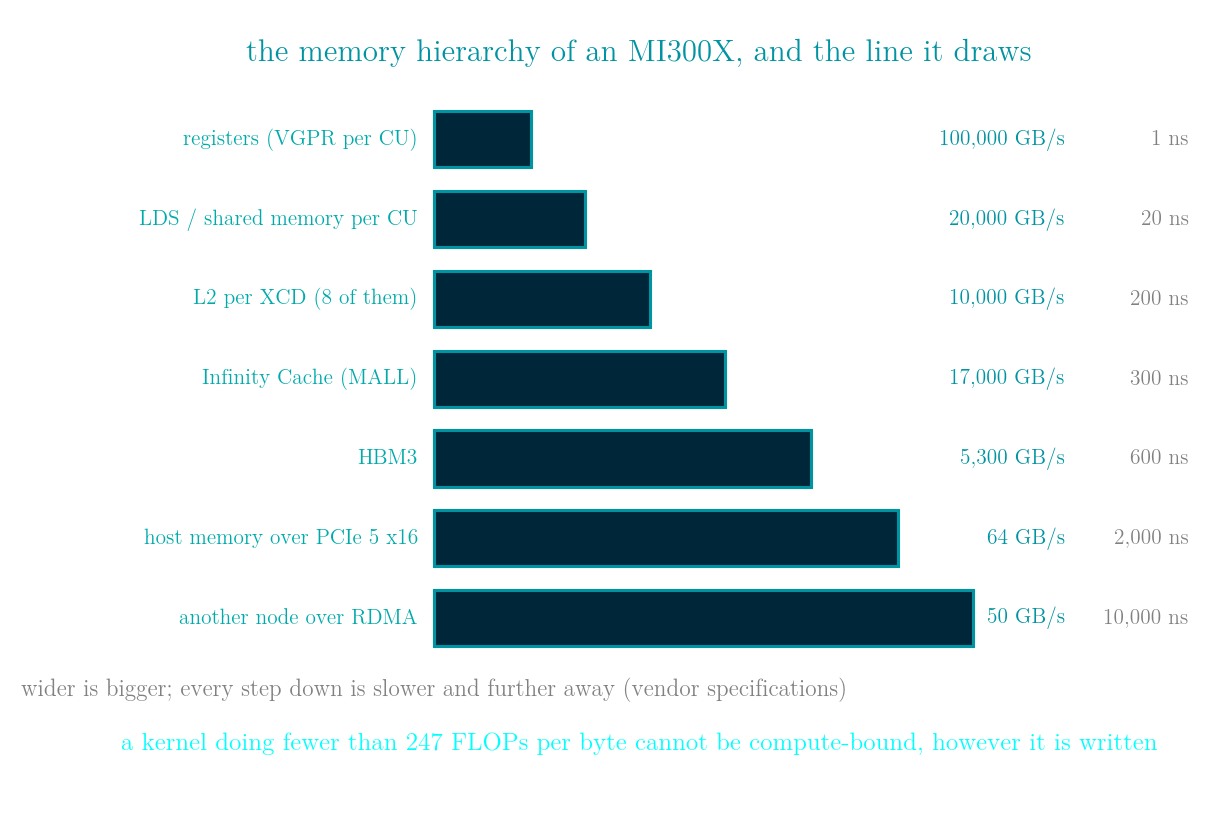 the memory hierarchy of an MI300X, and the line it draws
registers (VGPR per CU) 100,000 GB/s 1 ns
LDS / shared memory per CU 20,000 GB/s 20 ns
L2 per XCD (8 of them) 10,000 GB/s 200 ns
Infinity Cache (MALL) 17,000 GB/s 300 ns
HBM3 5,300 GB/s 600 ns
host memory over PCIe 5 x16 64 GB/s 2,000 ns
another node over RDMA 50 GB/s 10,000 ns
wider is bigger; every step down is slower and further away (vendor specifications)
a kernel doing fewer than 247 FLOPs per byte cannot be compute-bound, however it is written